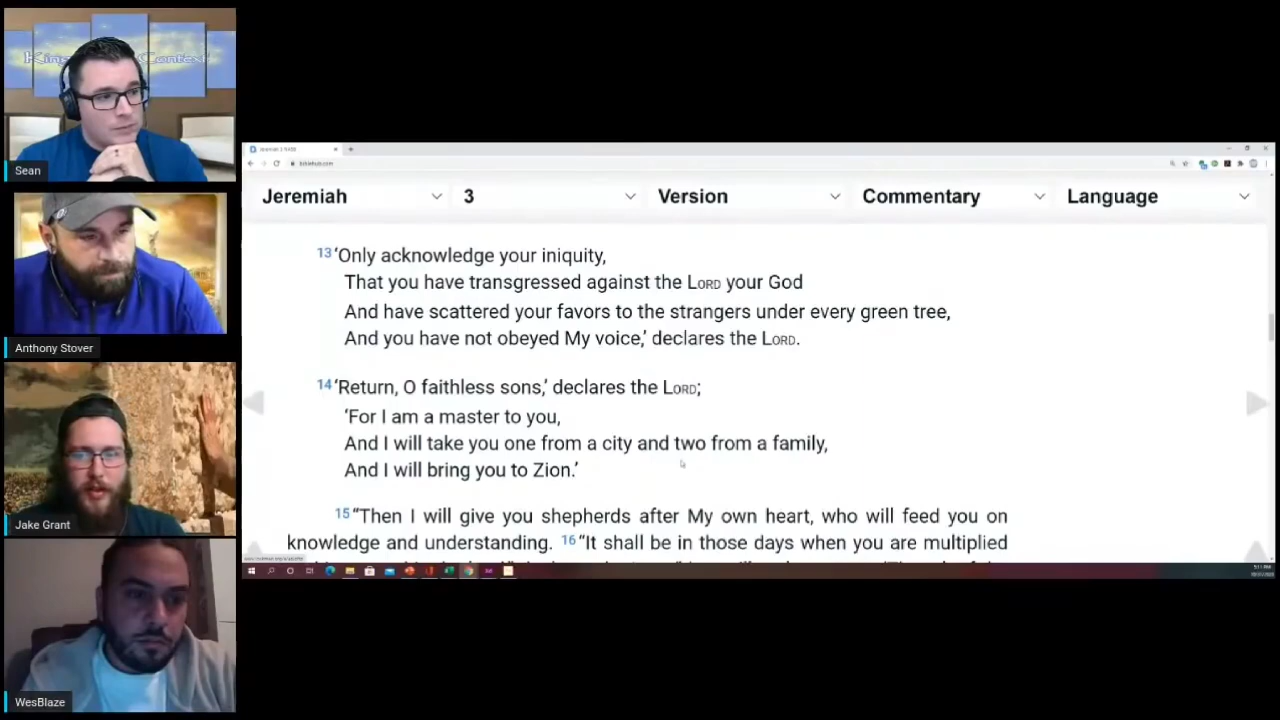 Sean
Anthony Stover
Jake Grant
WesBlaze
Jeremiah 3 NASB
biblehub.com
Jeremiah 3 Version Commentary Language
13 ‘Only acknowledge your iniquity,
That you have transgressed against the LORD your God
And have scattered your favors to the strangers under every green tree,
And you have not obeyed My voice,’ declares the LORD.
14 ‘Return, O faithless sons,’ declares the LORD;
‘For I am a master to you,
And I will take you one from a city and two from a family,
And I will bring you to Zion.’
15 “Then I will give you shepherds after My own heart, who will feed you on
knowledge and understanding. 16 “It shall be in those days when you are multiplied